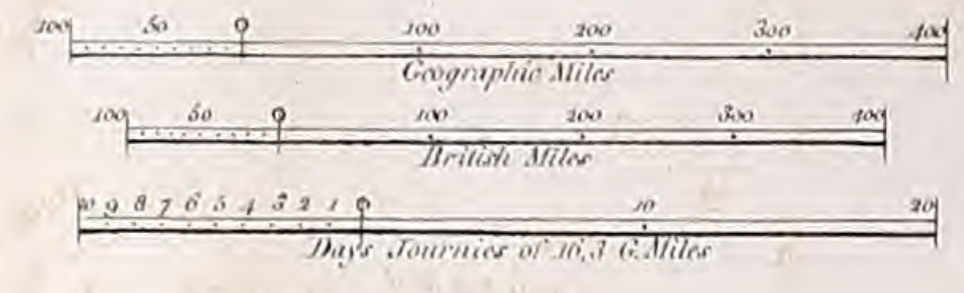 100 50 0 100 200 300 400
Geographic Miles
100 50 0 100 200 300 400
British Miles
10 9 8 7 6 5 4 3 2 1 0 10 20
Days Journies of 16,3 G. Miles